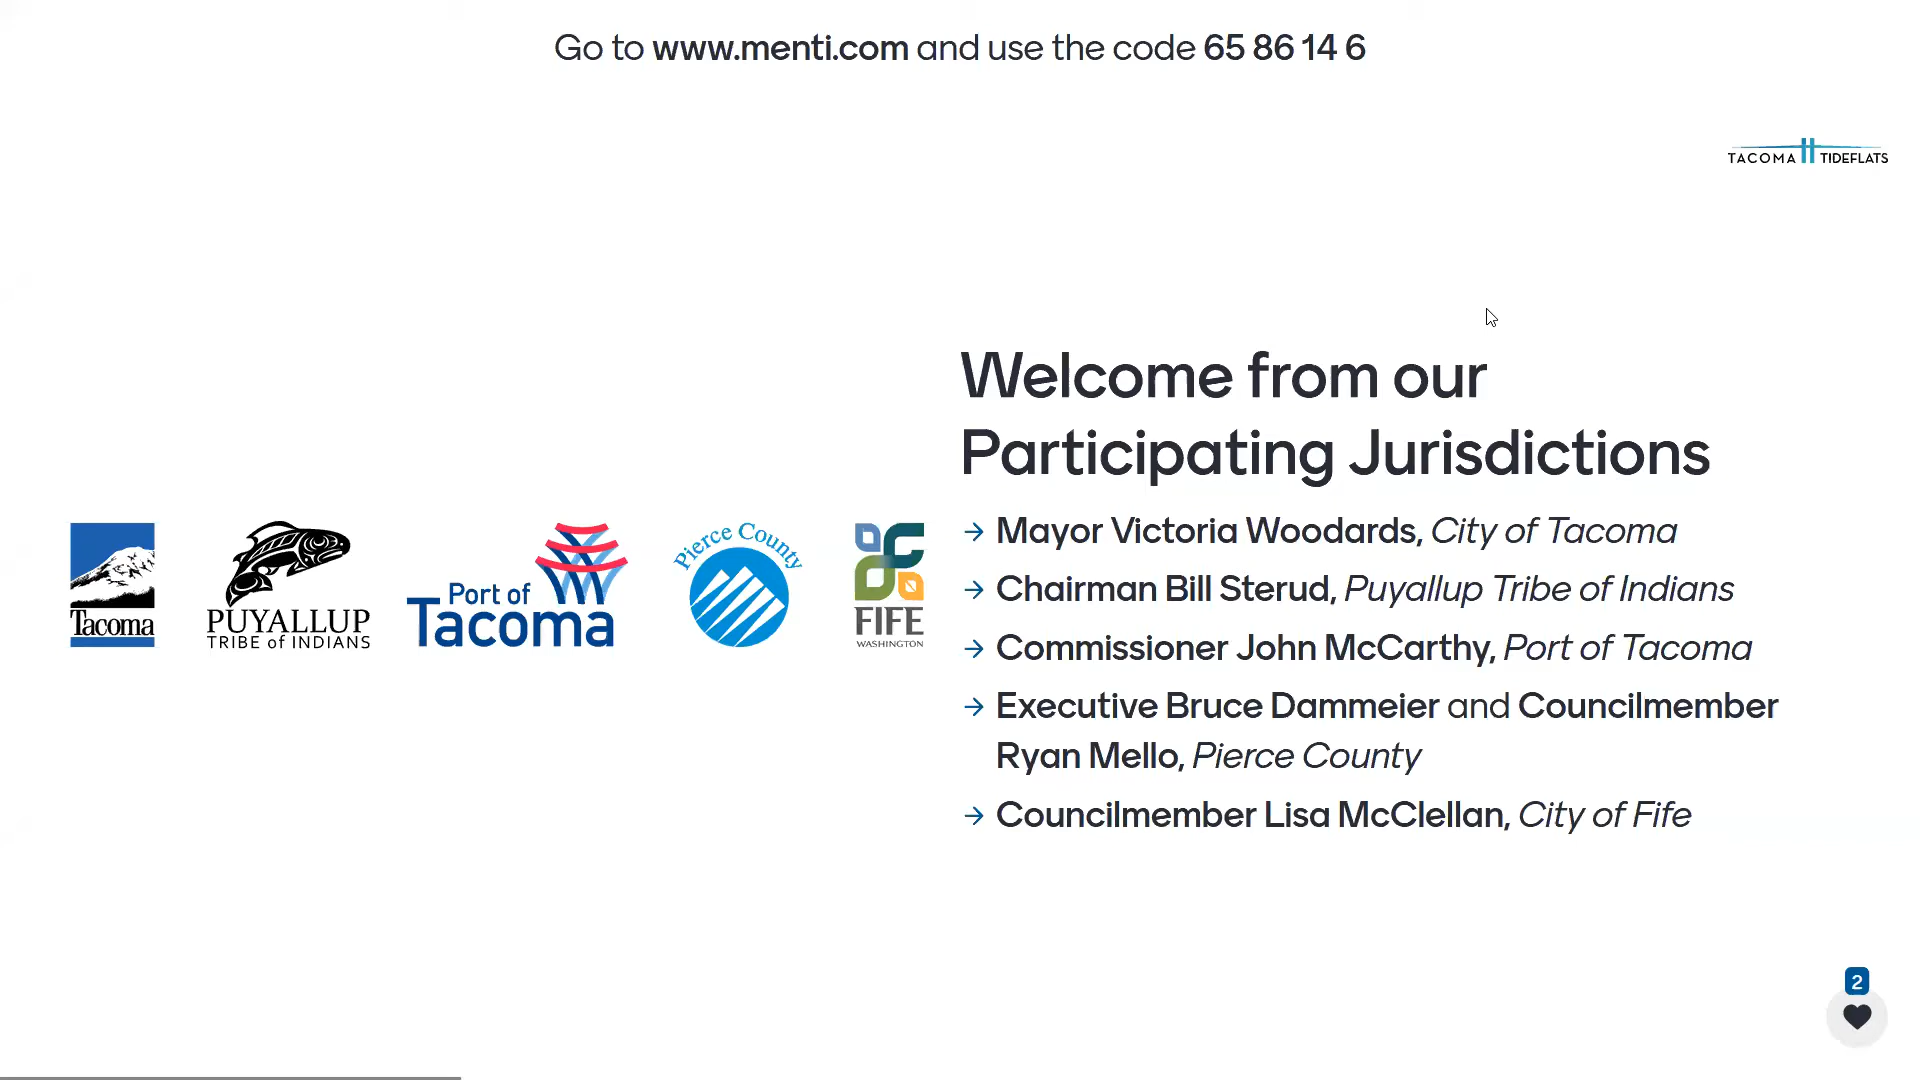 Go to www.menti.com and use the code 65 86 14 6
TACOMA TIDEFLATS
Welcome from our
Participating Jurisdictions
Tacoma
PUYALLUP
TRIBE of INDIANS
Port of
Tacoma
Pierce County
FIFE
WASHINGTON
→ Mayor Victoria Woodards, City of Tacoma
→ Chairman Bill Sterud, Puyallup Tribe of Indians
→ Commissioner John McCarthy, Port of Tacoma
→ Executive Bruce Dammeier and Councilmember
Ryan Mello, Pierce County
→ Councilmember Lisa McClellan, City of Fife
2